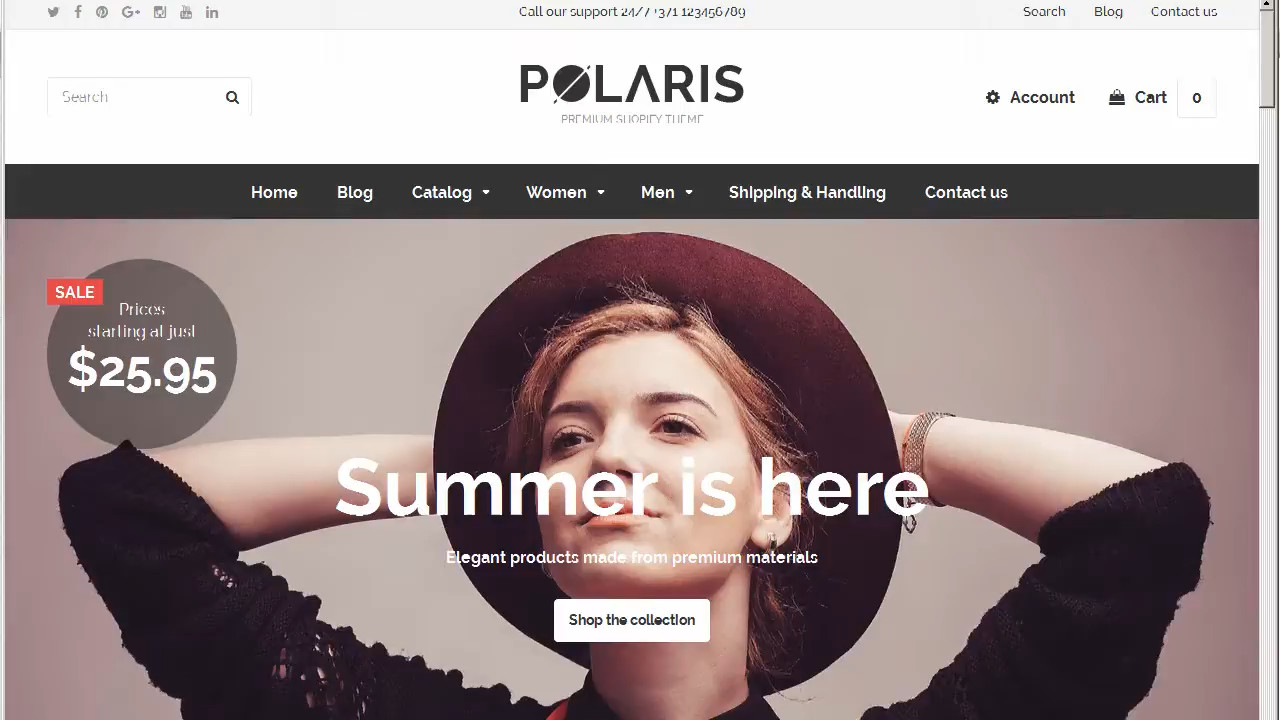 Call our support 24/7 +371 123456789
Search Blog Contact us
Search
POLARIS
PREMIUM SHOPIFY THEME
Account Cart 0
Home Blog Catalog Women Men Shipping & Handling Contact us
SALE
Prices
starting at just
$25.95
Summer is here
Elegant products made from premium materials
Shop the collection